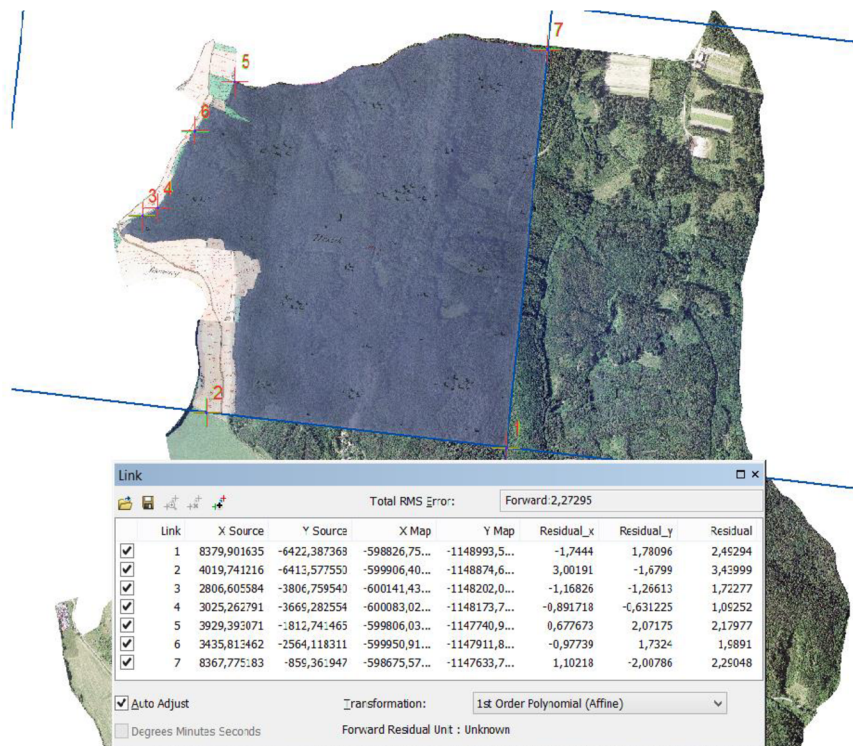 7
5
6
3 4
2
1
Link
Total RMS Error: Forward:2,27295
Link X Source Y Source X Map Y Map Residual_x Residual_y Residual
1 8379,901635 -6422,387368 -598826,75... -1148993,5... -1,7444 1,78096 2,49294
2 4019,741216 -6413,577550 -599906,40... -1148874,6... 3,00191 -1,6799 3,43999
3 2806,605584 -3806,759540 -600141,43... -1148202,0... -1,16826 -1,26613 1,72277
4 3025,262791 -3669,282554 -600083,02... -1148173,7... -0,891718 -0,631225 1,09252
5 3929,393071 -1812,741465 -599806,03... -1147740,9... 0,677673 2,07175 2,17977
6 3435,813462 -2564,118311 -599950,91... -1147911,8... -0,97739 1,7324 1,9891
7 8367,775183 -859,361947 -598675,57... -1147633,7... 1,10218 -2,00786 2,29048
Auto Adjust Transformation: 1st Order Polynomial (Affine)
Degrees Minutes Seconds Forward Residual Unit : Unknown